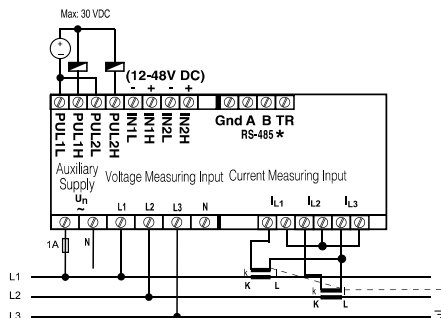 Max: 30 VDC
(12-48V DC)
- + - +
PUL1L PUL1H PUL2L PUL2H IN1L IN1H IN2L IN2H
Gnd A B TR
RS-485 *
Auxiliary Supply
Voltage Measuring Input
Current Measuring Input
Un
~
L1 L2 L3 N
IL1 IL2 IL3
1A
N
L1
k
K L
L2
k l
K L
L3